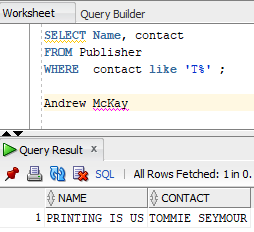 Worksheet Query Builder
SELECT Name, contact
FROM Publisher
WHERE contact like 'T%' ;
Andrew McKay
Query Result x
SQL | All Rows Fetched: 1 in 0.
NAME CONTACT
1 PRINTING IS US TOMMIE SEYMOUR